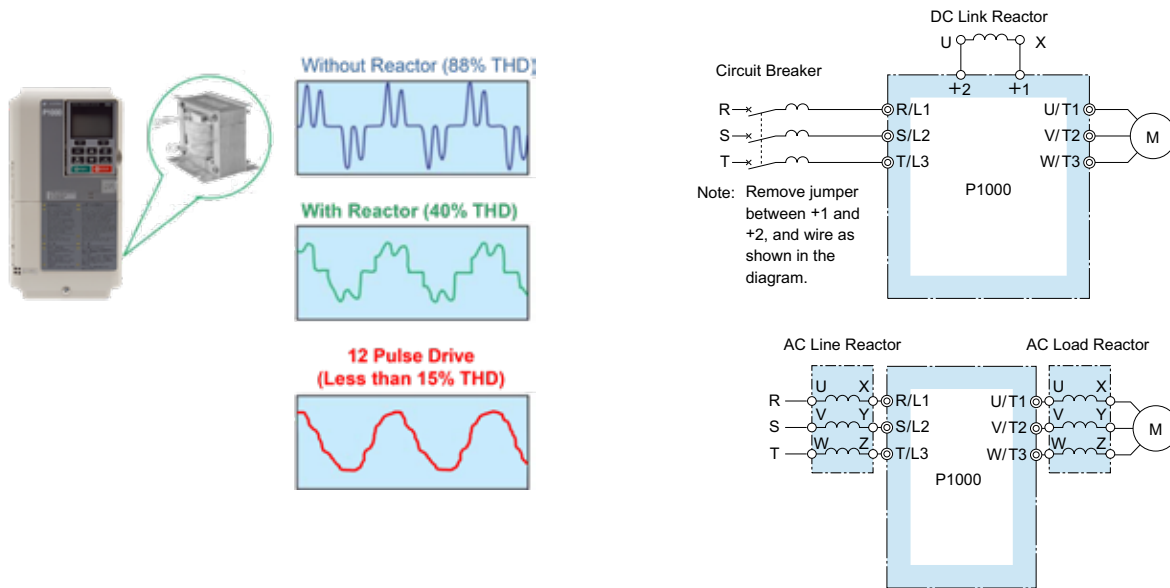 P1000
Without Reactor (88% THD)
With Reactor (40% THD)
12 Pulse Drive
(Less than 15% THD)
DC Link Reactor
U X
+2 +1
Circuit Breaker
R R/L1 U/T1
S S/L2 V/T2 M
T T/L3 W/T3
P1000
Note: Remove jumper
between +1 and
+2, and wire as
shown in the
diagram.
AC Line Reactor AC Load Reactor
U X U X
R R/L1 U/T1
V Y V Y
S S/L2 V/T2 M
W Z W Z
T T/L3 W/T3
P1000